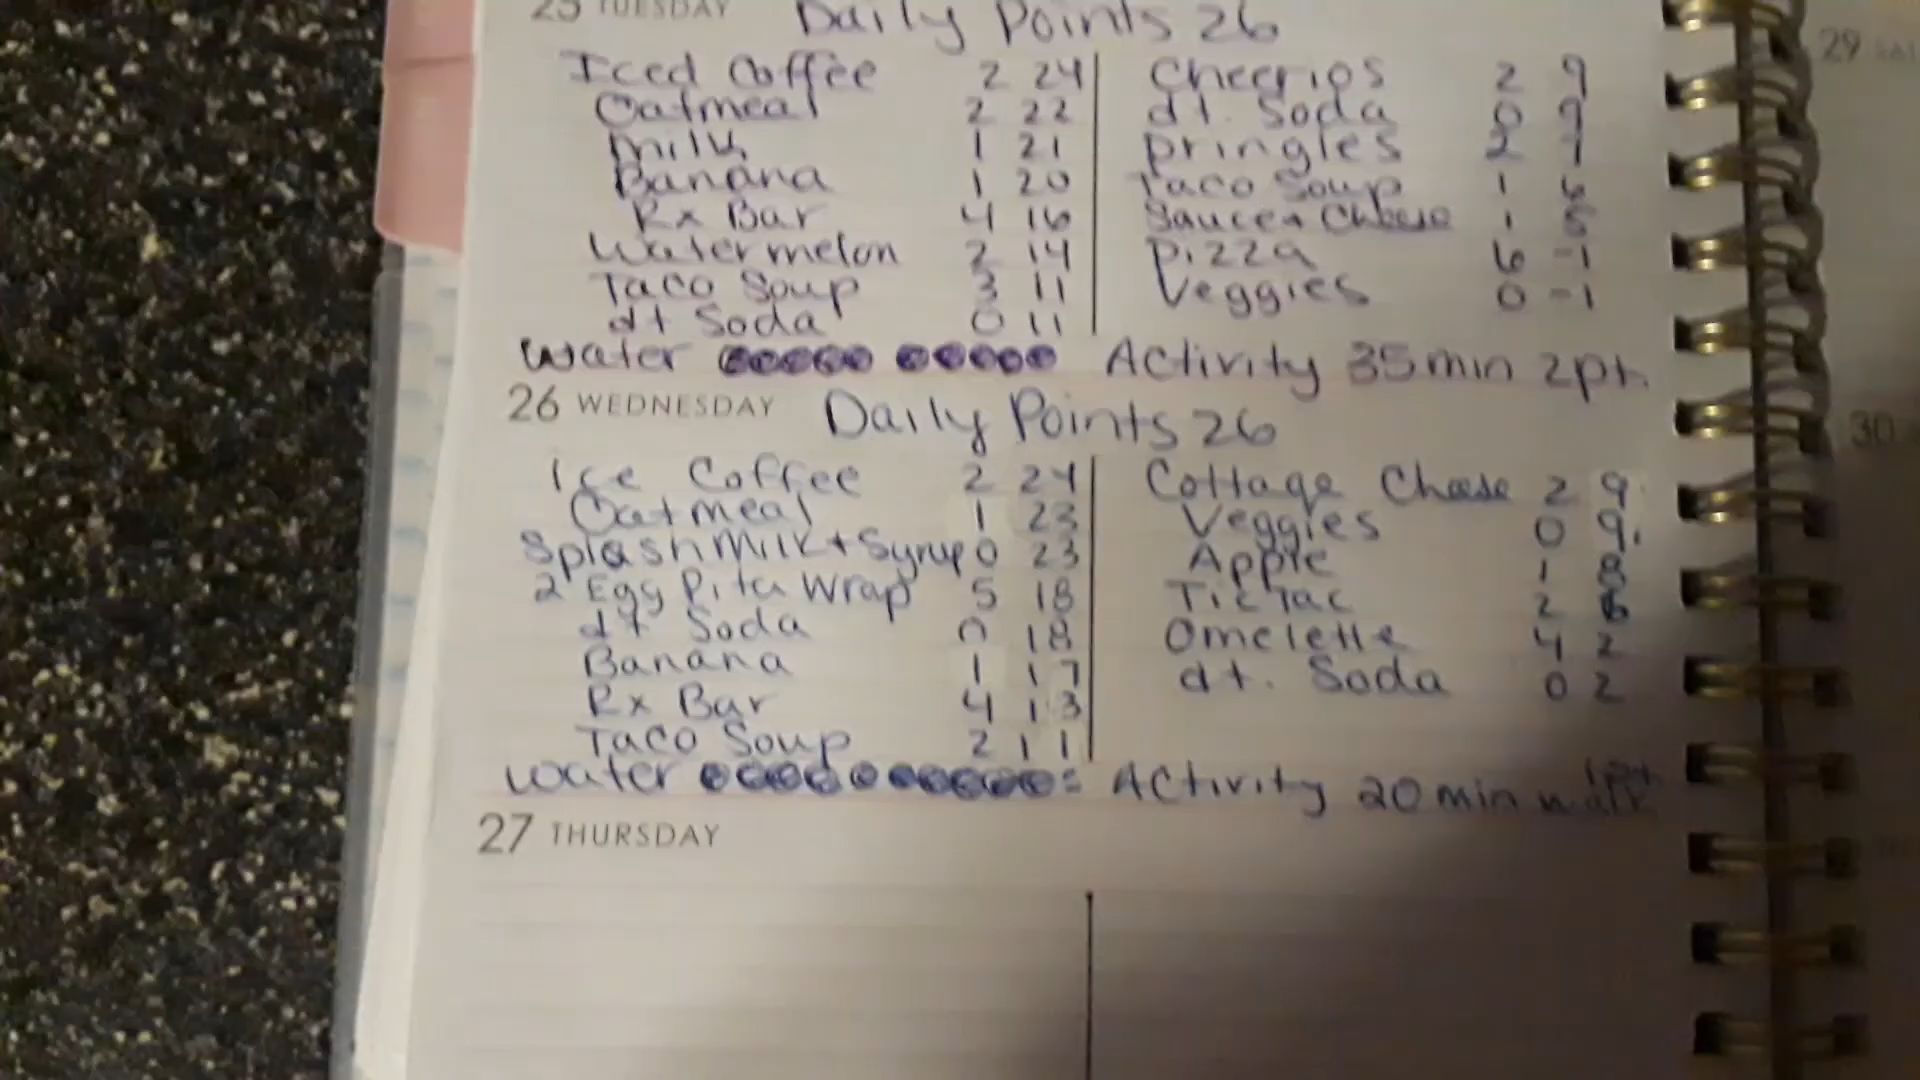 25 TUESDAY Daily Points 26
Iced Coffee 2 24
Oatmeal 2 22
Milk 1 21
Banana 1 20
Rx Bar 4 16
Watermelon 2 14
Taco Soup 3 11
dt Soda 0 11
Cheerios 2 9
dt. Soda 0 9
Pringles 2 7
Taco Soup 1 6
Sauce + Cheese 1 5
Pizza 6 -1
Veggies 0 -1
Water Activity 35 min 2pt.
26 WEDNESDAY Daily Points 26
Ice Coffee 2 24
Oatmeal 1 23
Splash Milk + Syrup 0 23
2 Egg Pita Wrap 5 18
dt Soda 0 18
Banana 1 17
Rx Bar 4 13
Taco Soup 2 11
Cottage Cheese 2 9
Veggies 0 9
Apple 1 8
TicTac 2 6
Omelette 4 2
dt. Soda 0 2
Water Activity 20 min walk 1pt.
27 THURSDAY
29
30